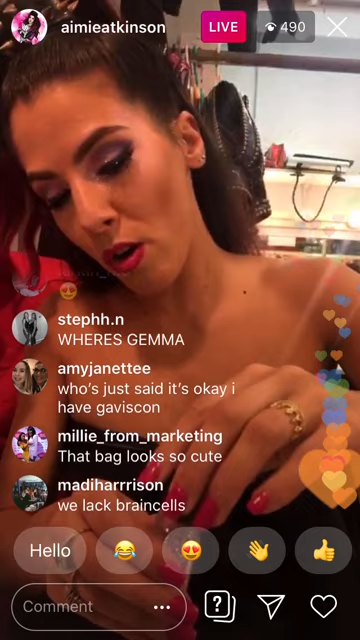 aimieatkinson
LIVE
490
stephh.n
WHERES GEMMA
amyjanettee
who's just said it's okay i
have gaviscon
millie_from_marketing
That bag looks so cute
madiharrrison
we lack braincells
Hello
Comment